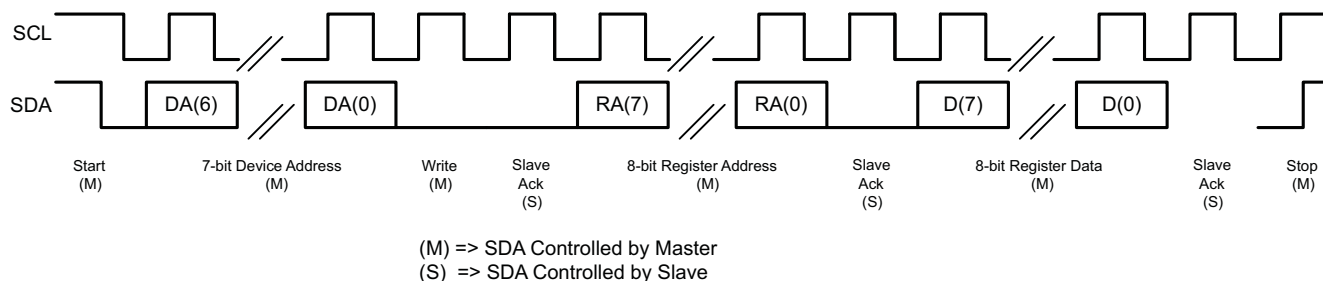 SCL
SDA
DA(6)
DA(0)
RA(7)
RA(0)
D(7)
D(0)
Start
(M)
7-bit Device Address
(M)
Write
(M)
Slave
Ack
(S)
8-bit Register Address
(M)
Slave
Ack
(S)
8-bit Register Data
(M)
Slave
Ack
(S)
Stop
(M)
(M) => SDA Controlled by Master
(S) => SDA Controlled by Slave